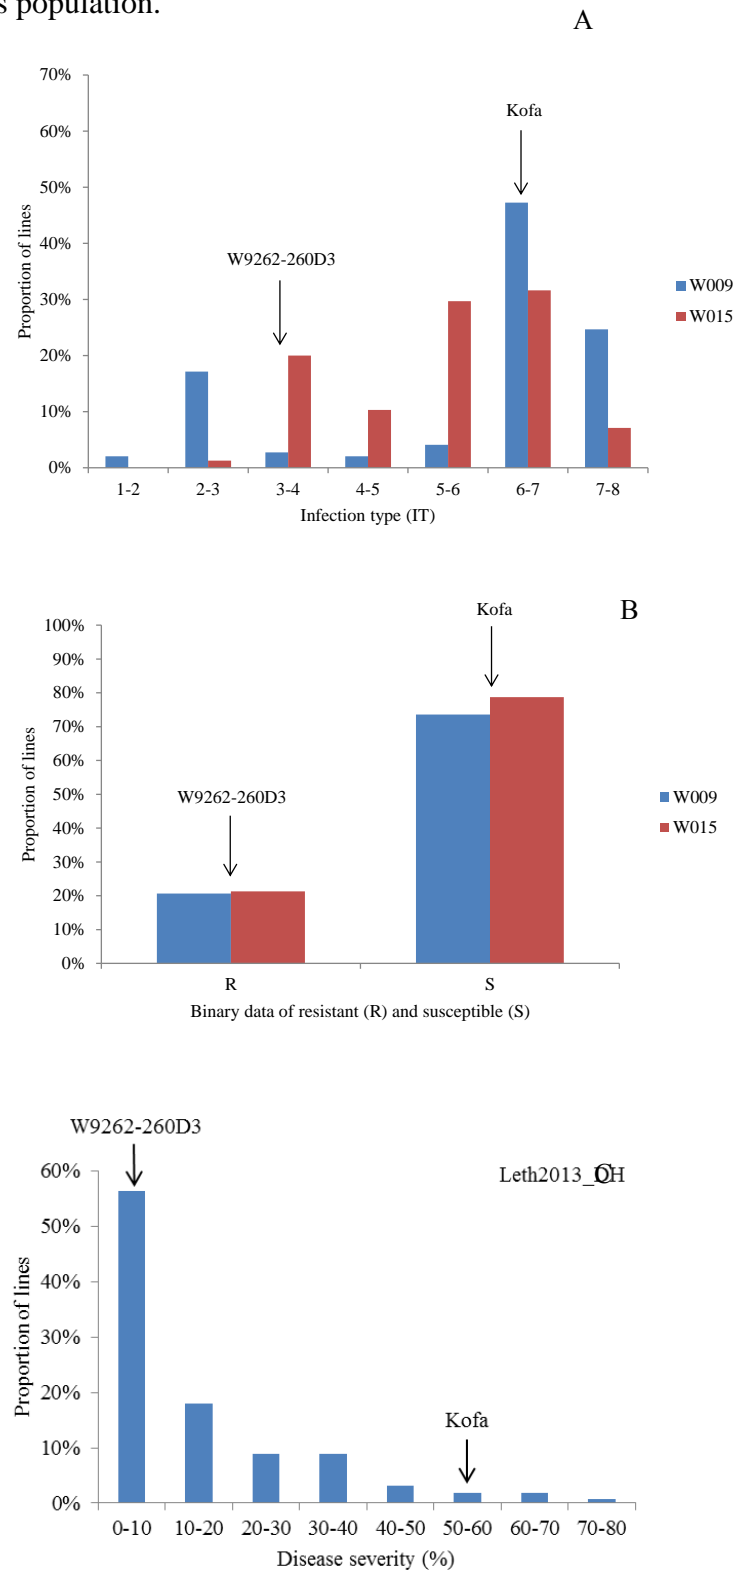 s population.
A
70%
60%
50%
40%
30%
20%
10%
0%
Proportion of lines
W9262-260D3
Kofa
W009
W015
1-2 2-3 3-4 4-5 5-6 6-7 7-8
Infection type (IT)
B
100%
90%
80%
70%
60%
50%
40%
30%
20%
10%
0%
Proportion of lines
W9262-260D3
Kofa
W009
W015
R S
Binary data of resistant (R) and susceptible (S)
W9262-260D3
Leth2013_DH
C
60%
50%
40%
30%
20%
10%
0%
Proportion of lines
Kofa
0-10 10-20 20-30 30-40 40-50 50-60 60-70 70-80
Disease severity (%)